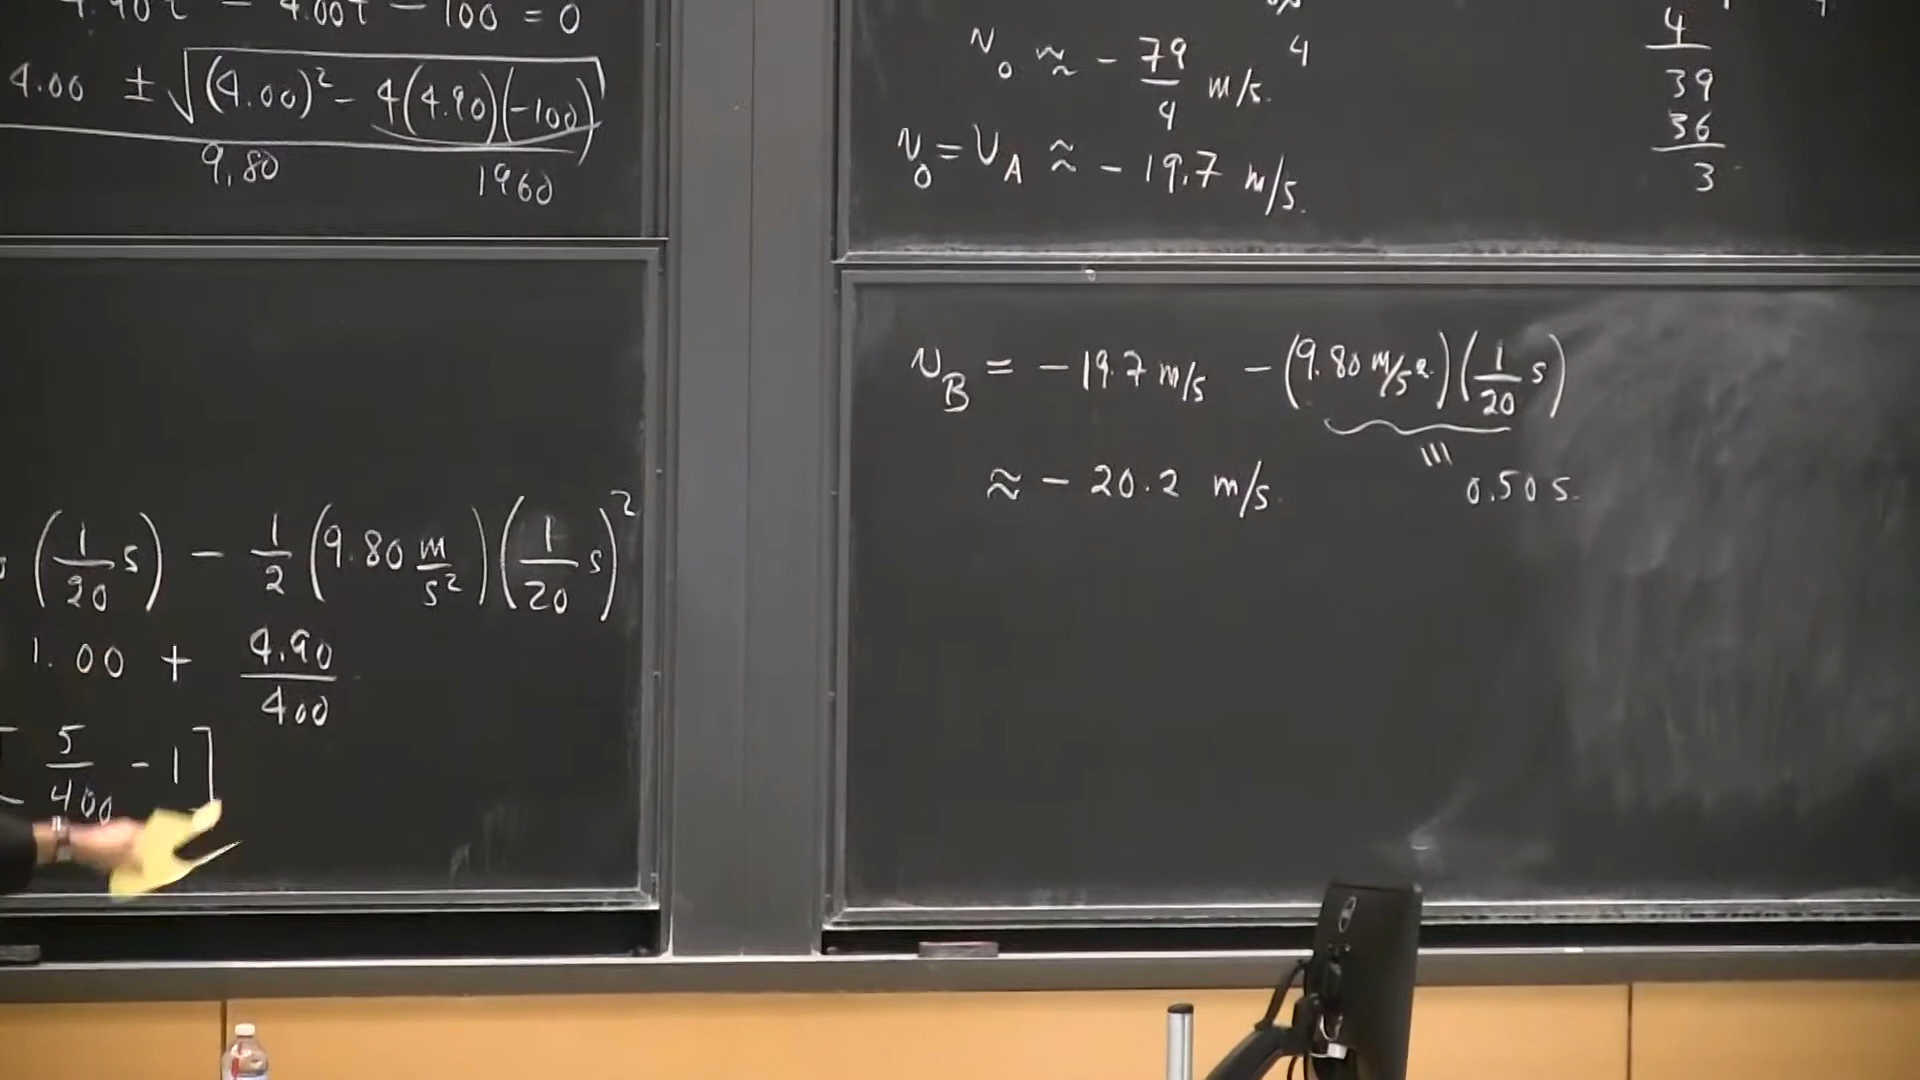 4.90t² - 4.00t - 100 = 0
4.00 ± √((4.00)² - 4(4.90)(-100))
9.80 1960
(1/20 s) - 1/2 (9.80 m/s²)(1/20 s)²
1.00 + 4.90/400
[5/400 - 1]
4
v₀ ≈ - 79/4 m/s.
v₀ = v_A ≈ - 19.7 m/s.
4
39
36
3
v_B = - 19.7 m/s - (9.80 m/s²)(1/20 s)
≈ - 20.2 m/s.
0.50 s.